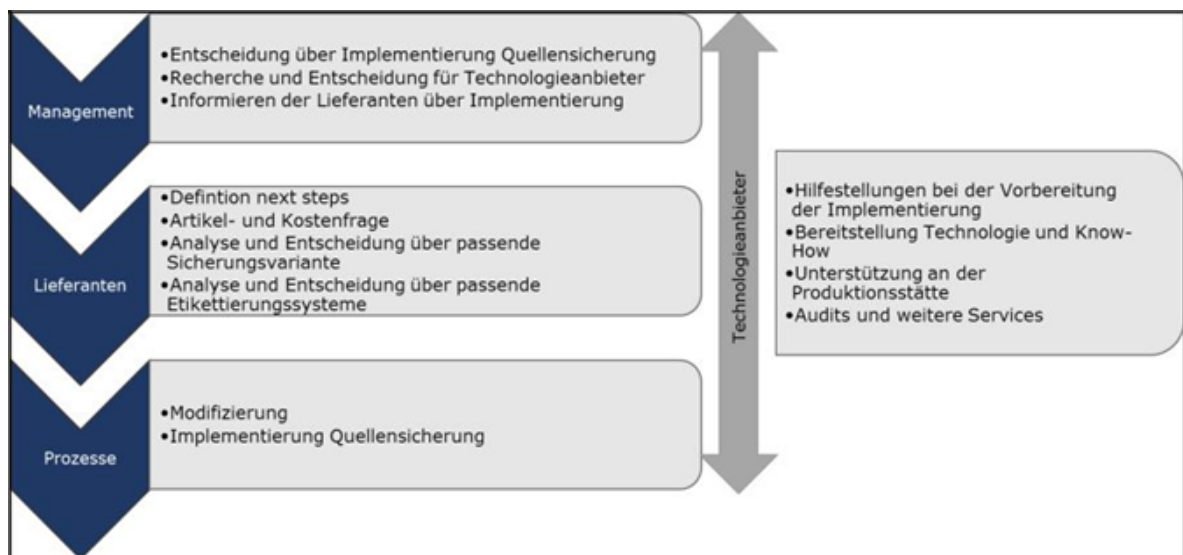 Management
•Entscheidung über Implementierung Quellensicherung
•Recherche und Entscheidung für Technologieanbieter
•Informieren der Lieferanten über Implementierung
Lieferanten
•Defintion next steps
•Artikel- und Kostenfrage
•Analyse und Entscheidung über passende
Sicherungsvariante
•Analyse und Entscheidung über passende
Etikettierungssysteme
Prozesse
•Modifizierung
•Implementierung Quellensicherung
Technologieanbieter
•Hilfestellungen bei der Vorbereitung
der Implementierung
•Bereitstellung Technologie und Know-
How
•Unterstützung an der
Produktionsstätte
•Audits und weitere Services